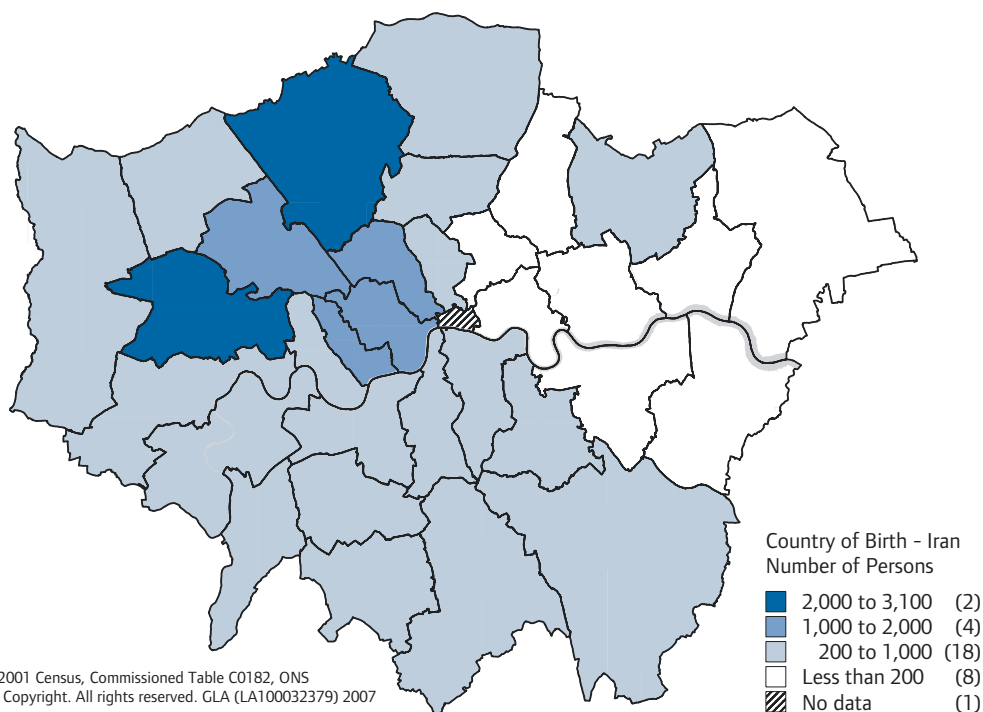 Country of Birth - Iran
Number of Persons
2,000 to 3,100 (2)
1,000 to 2,000 (4)
200 to 1,000 (18)
Less than 200 (8)
No data (1)
2001 Census, Commissioned Table C0182, ONS
Copyright. All rights reserved. GLA (LA100032379) 2007